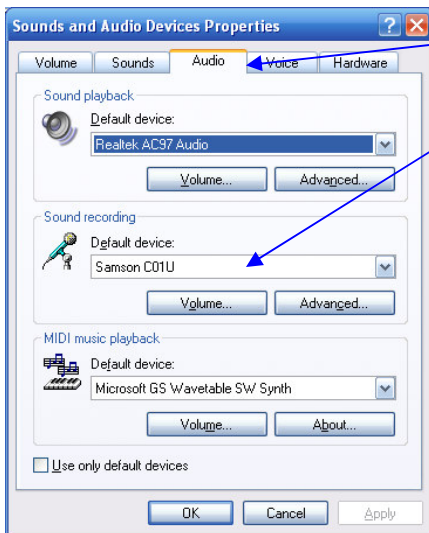 Sounds and Audio Devices Properties
Volume Sounds Audio Voice Hardware
Sound playback
Default device:
Realtek AC97 Audio
Volume... Advanced...
Sound recording
Default device:
Samson C01U
Volume... Advanced...
MIDI music playback
Default device:
Microsoft GS Wavetable SW Synth
Volume... About...
Use only default devices
OK Cancel Apply